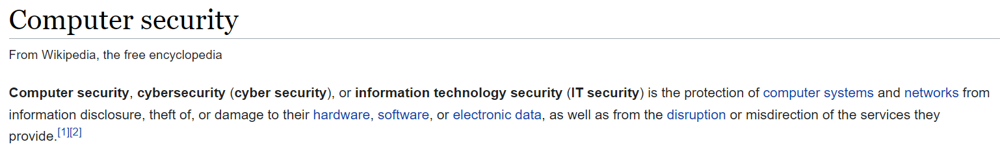 Computer security
From Wikipedia, the free encyclopedia
Computer security, cybersecurity (cyber security), or information technology security (IT security) is the protection of computer systems and networks from
information disclosure, theft of, or damage to their hardware, software, or electronic data, as well as from the disruption or misdirection of the services they
provide.[1][2]